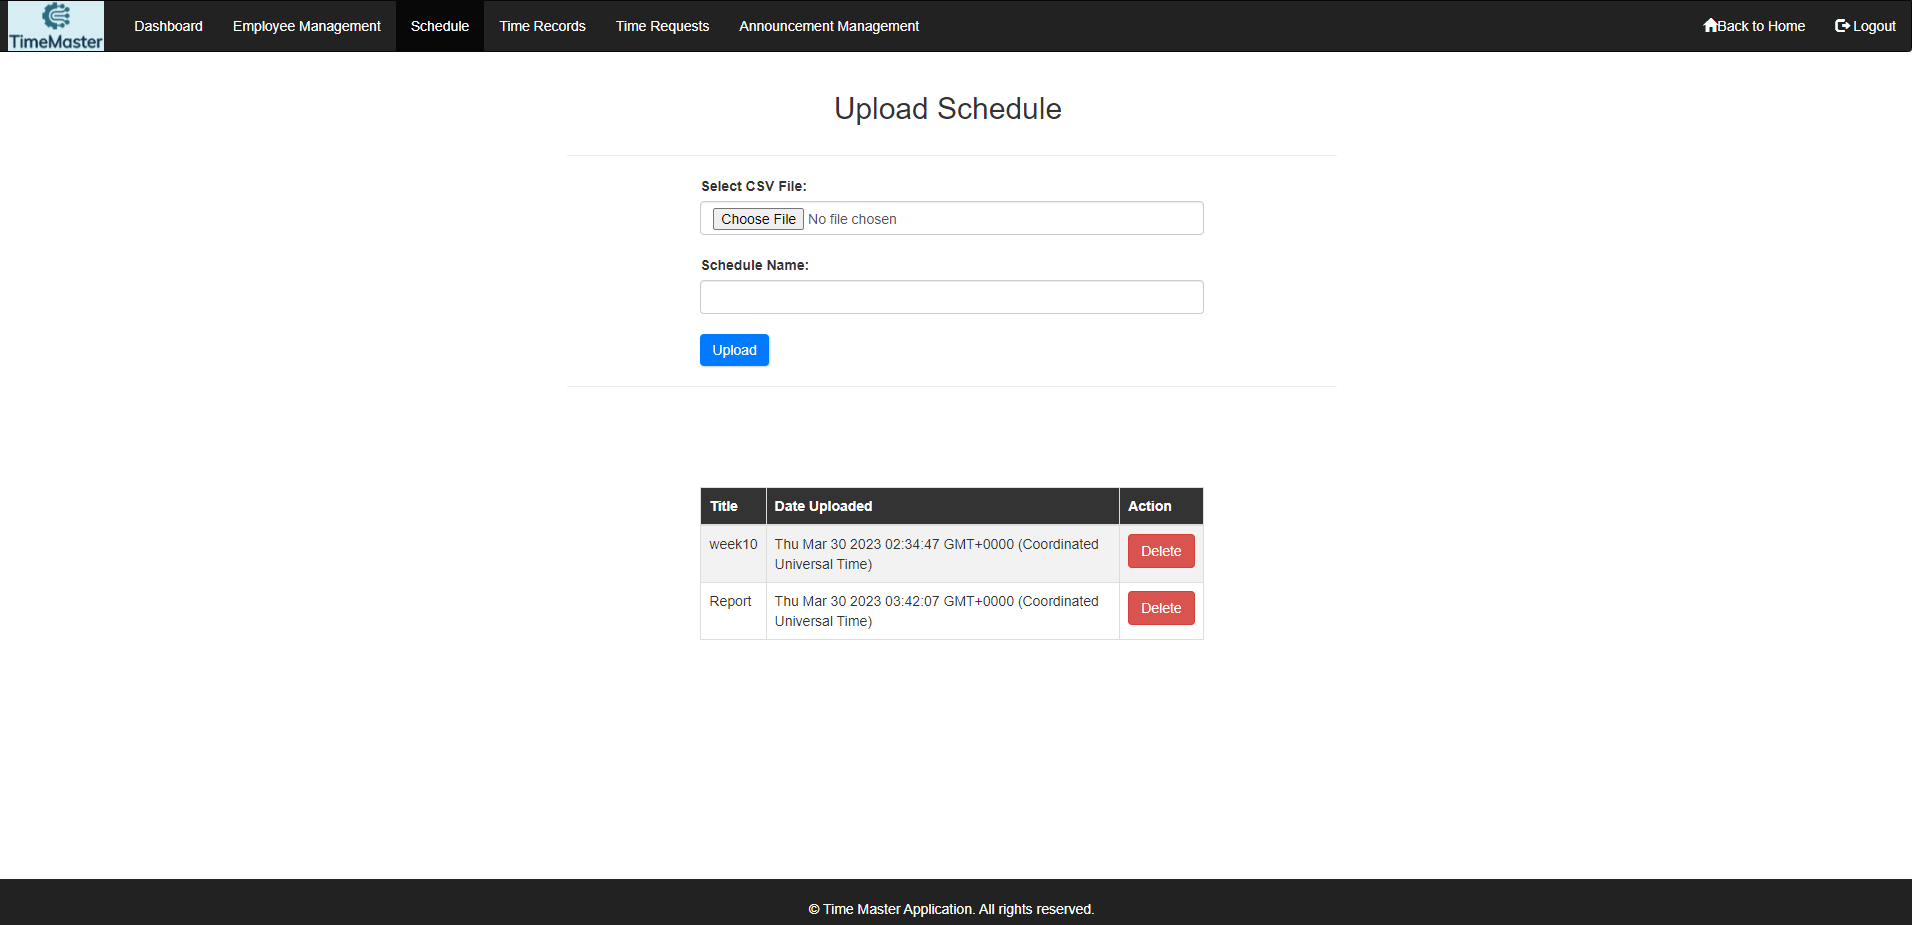 TimeMaster
Dashboard
Employee Management
Schedule
Time Records
Time Requests
Announcement Management
Back to Home
Logout
Upload Schedule
Select CSV File:
Choose File No file chosen
Schedule Name:
Upload
Title Date Uploaded Action
week10 Thu Mar 30 2023 02:34:47 GMT+0000 (Coordinated
Universal Time)
Delete
Report Thu Mar 30 2023 03:42:07 GMT+0000 (Coordinated
Universal Time)
Delete
© Time Master Application. All rights reserved.